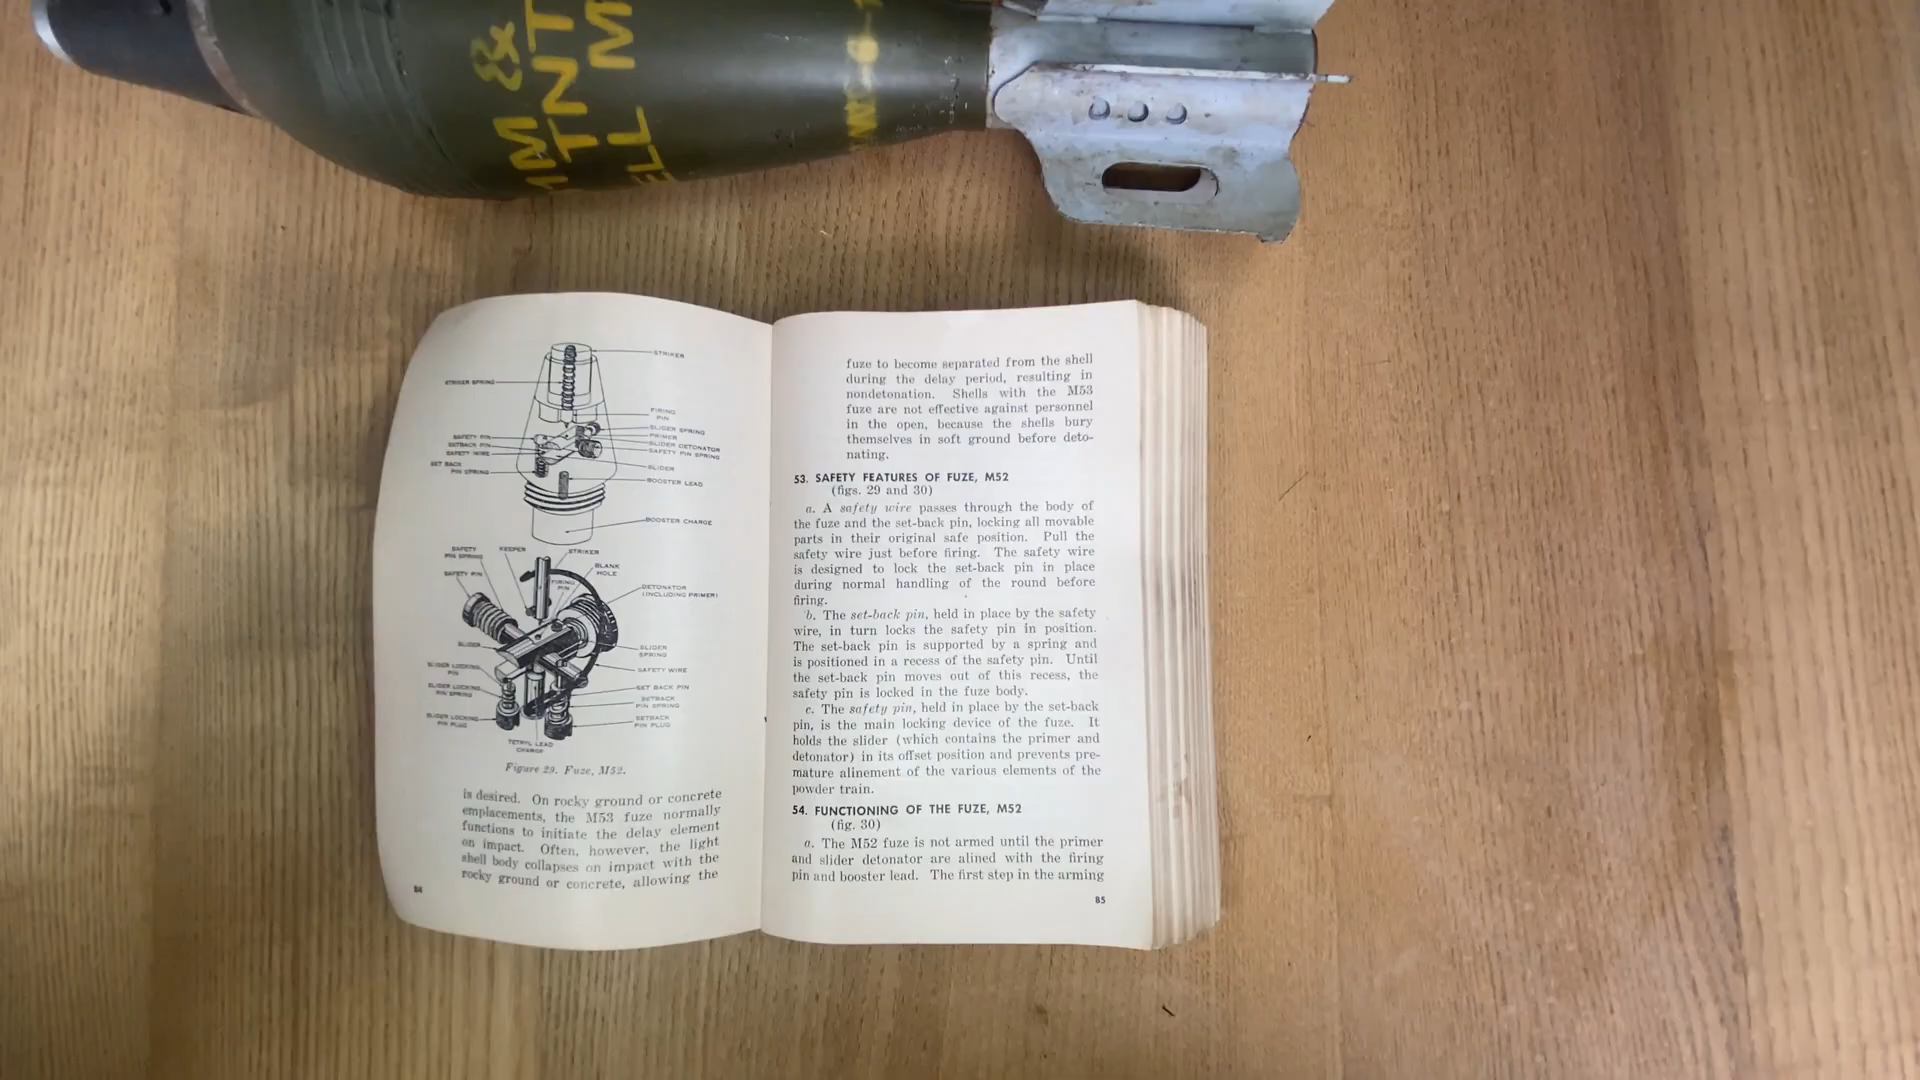 MM &
TNT
ELL M
STRIKER
STRIKER SPRING
FIRING
PIN
SLIDER SPRING
PRIMER
SLIDER DETONATOR
SAFETY PIN SPRING
SAFETY PIN
SETBACK PIN
SAFETY WIRE
SET BACK
PIN SPRING
SLIDER
BOOSTER LEAD
BOOSTER CHARGE
SAFETY
PIN SPRING
KEEPER
STRIKER
BLANK
HOLE
SAFETY PIN
FIRING
PIN
DETONATOR
(INCLUDING PRIMER)
SLIDER
SLIDER
SPRING
SLIDER LOCKING
PIN
SAFETY WIRE
SLIDER LOCKING
PIN SPRING
SET BACK PIN
SETBACK
PIN SPRING
SLIDER LOCKING
PIN PLUG
SETBACK
PIN PLUG
TETRYL LEAD
CHARGE
Figure 29. Fuze, M52.
is desired. On rocky ground or concrete
emplacements, the M53 fuze normally
functions to initiate the delay element
on impact. Often, however, the light
shell body collapses on impact with the
rocky ground or concrete, allowing the
84
fuze to become separated from the shell
during the delay period, resulting in
nondetonation. Shells with the M53
fuze are not effective against personnel
in the open, because the shells bury
themselves in soft ground before deto-
nating.
53. SAFETY FEATURES OF FUZE, M52
(figs. 29 and 30)
a. A safety wire passes through the body of
the fuze and the set-back pin, locking all movable
parts in their original safe position. Pull the
safety wire just before firing. The safety wire
is designed to lock the set-back pin in place
during normal handling of the round before
firing.
b. The set-back pin, held in place by the safety
wire, in turn locks the safety pin in position.
The set-back pin is supported by a spring and
is positioned in a recess of the safety pin. Until
the set-back pin moves out of this recess, the
safety pin is locked in the fuze body.
c. The safety pin, held in place by the set-back
pin, is the main locking device of the fuze. It
holds the slider (which contains the primer and
detonator) in its offset position and prevents pre-
mature alinement of the various elements of the
powder train.
54. FUNCTIONING OF THE FUZE, M52
(fig. 30)
a. The M52 fuze is not armed until the primer
and slider detonator are alined with the firing
pin and booster lead. The first step in the arming
85